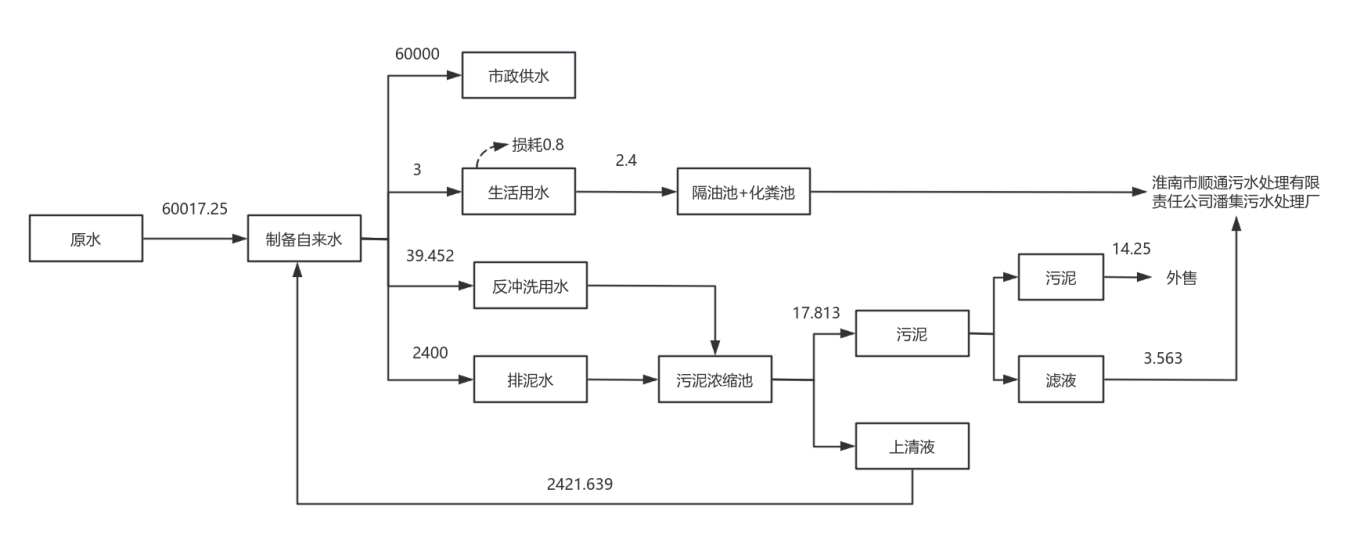 60000
市政供水
损耗0.8
3
生活用水
2.4
隔油池+化粪池
淮南市顺通污水处理有限
责任公司潘集污水处理厂
60017.25
原水
制备自来水
39.452
反冲洗用水
14.25
污泥
外售
17.813
污泥
2400
排泥水
污泥浓缩池
3.563
滤液
上清液
2421.639